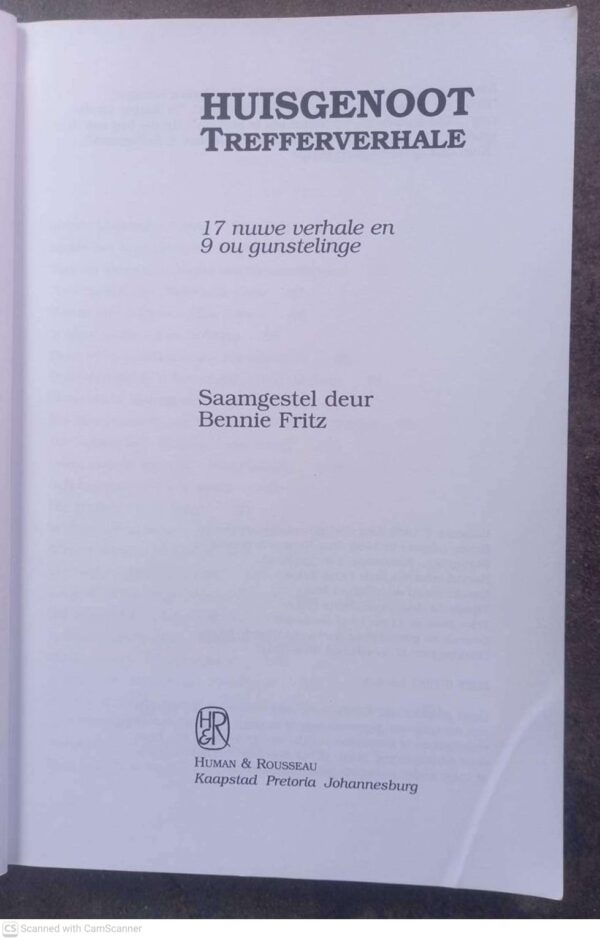 HUISGENOOT
TREFFERVERHALE
17 nuwe verhale en
9 ou gunstelinge
Saamgestel deur
Bennie Fritz
H&R
HUMAN & ROUSSEAU
Kaapstad Pretoria Johannesburg
CS Scanned with CamScanner